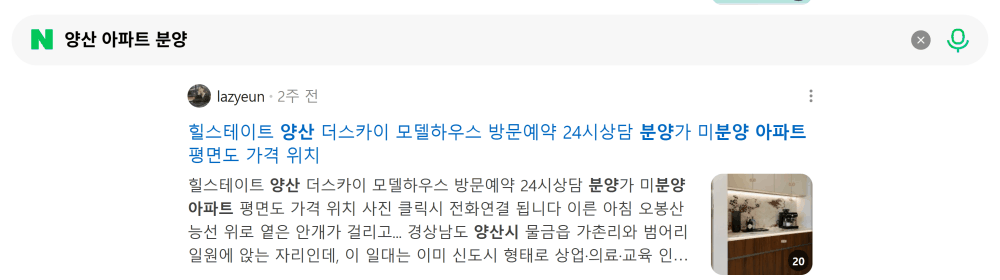 양산 아파트 분양
lazyeun · 2주 전
힐스테이트 양산 더스카이 모델하우스 방문예약 24시상담 분양가 미분양 아파트
평면도 가격 위치
힐스테이트 양산 더스카이 모델하우스 방문예약 24시상담 분양가 미분양
아파트 평면도 가격 위치 사진 클릭시 전화연결 됩니다 이른 아침 오봉산
능선 위로 옅은 안개가 걸리고... 경상남도 양산시 물금읍 가촌리와 범어리
일원에 앉는 자리인데, 이 일대는 이미 신도시 형태로 상업·의료·교육 인...
20